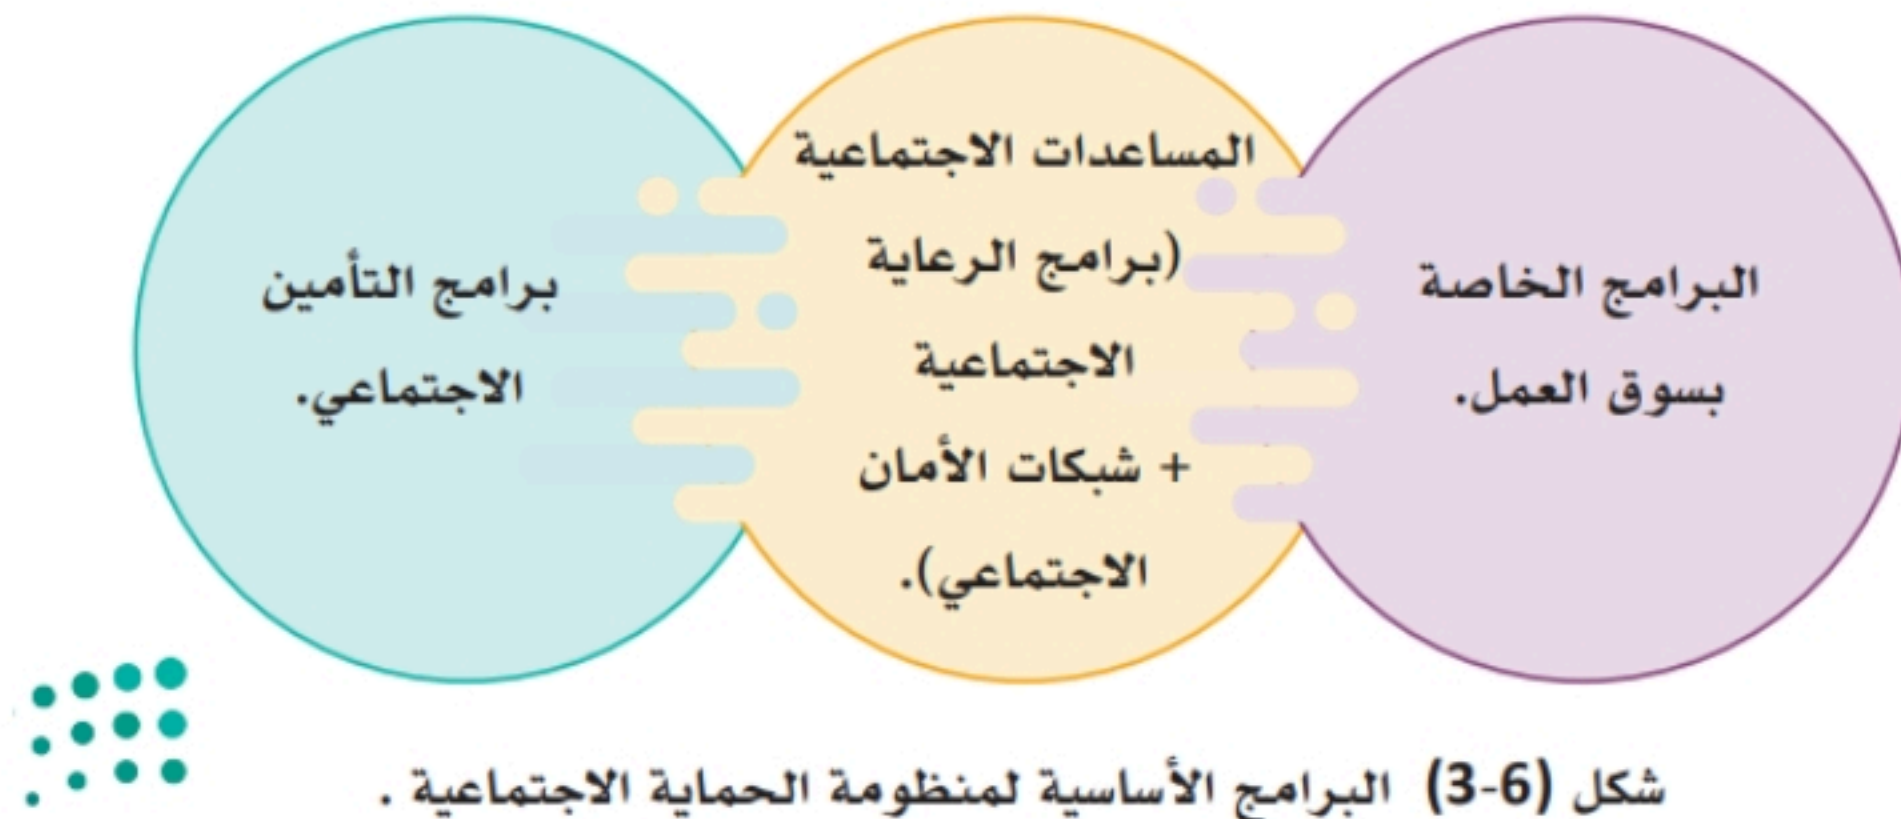 البرامج الخاصة
بسوق العمل.
المساعدات الاجتماعية
(برامج الرعاية
الاجتماعية
+ شبكات الأمان
الاجتماعي).
برامج التأمين
الاجتماعي.
شكل (6-3) البرامج الأساسية لمنظومة الحماية الاجتماعية .